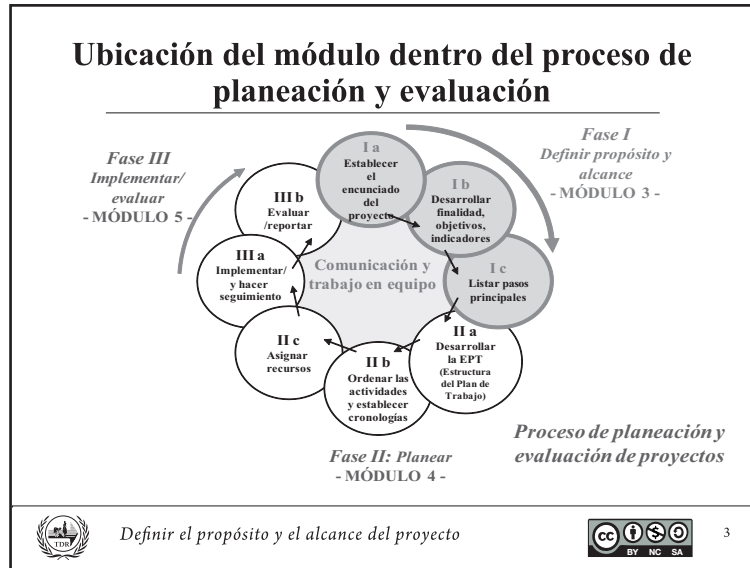 Ubicación del módulo dentro del proceso de
planeación y evaluación
Fase I
Definir propósito y
alcance
- MÓDULO 3 -
Fase III
Implementar/
evaluar
- MÓDULO 5 -
I a
Establecer
el
encunciado
del
proyecto
I b
Desarrollar
finalidad,
objetivos,
indicadores
I c
Listar pasos
principales
II a
Desarrollar
la EPT
(Estructura
del Plan de
Trabajo)
II b
Ordenar las
actividades
y establecer
cronologías
II c
Asignar
recursos
III a
Implementar/
y hacer
seguimiento
III b
Evaluar
/reportar
Comunicación y
trabajo en equipo
Fase II: Planear
- MÓDULO 4 -
Proceso de planeación y
evaluación de proyectos
TDR
Definir el propósito y el alcance del proyecto
cc
BY NC SA
3